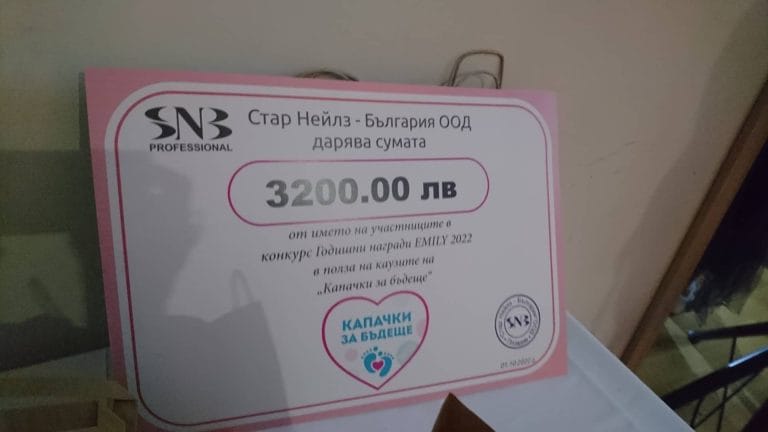 SNB
PROFESSIONAL
Стар Нейлз - България ООД
дарява сумата
3200.00 лв
от името на участниците в
конкурс Годишни награди EMILY 2022
в полза на каузите на
„Капачки за бъдеще“
КАПАЧКИ
ЗА БЪДЕЩЕ
SNB